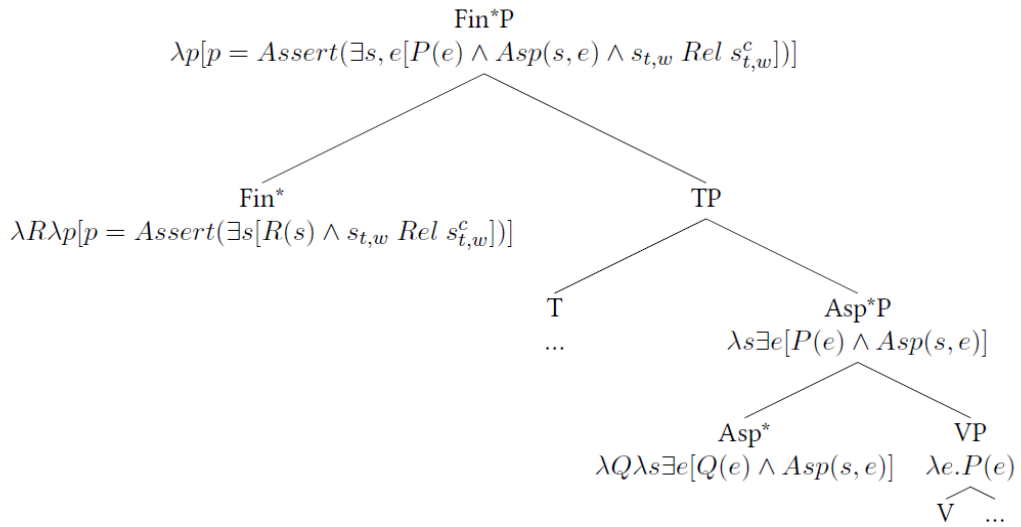 Fin*P
λp[p = Assert(∃s, e[P(e) ∧ Asp(s, e) ∧ s_{t,w} Rel s^c_{t,w}])]
Fin*
TP
λRλp[p = Assert(∃s[R(s) ∧ s_{t,w} Rel s^c_{t,w}])]
T
Asp*P
...
λs∃e[P(e) ∧ Asp(s, e)]
Asp*
VP
λQλs∃e[Q(e) ∧ Asp(s, e)]
λe.P(e)
V
...